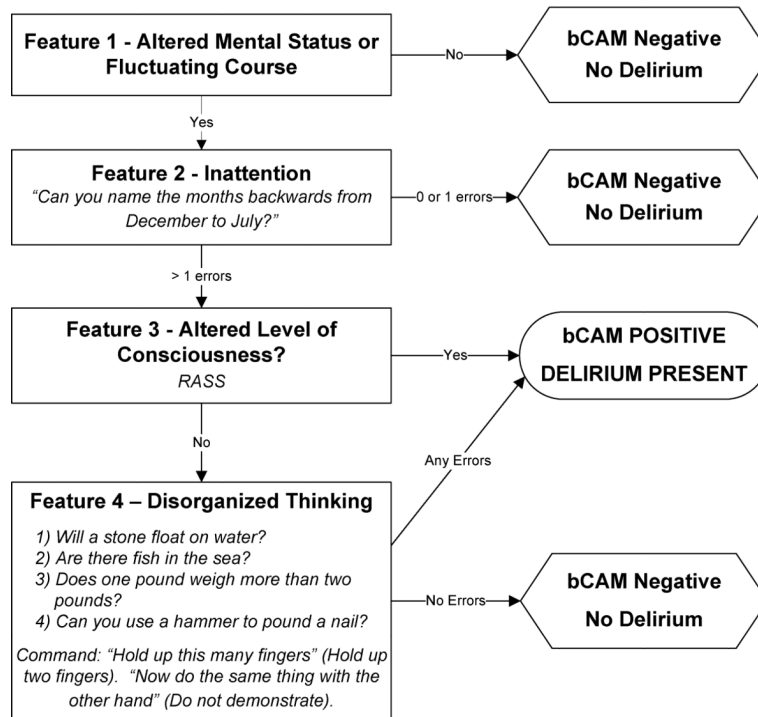 Feature 1 - Altered Mental Status or
Fluctuating Course
No
bCAM Negative
No Delirium
Yes
Feature 2 - Inattention
“Can you name the months backwards from
December to July?”
0 or 1 errors
bCAM Negative
No Delirium
> 1 errors
Feature 3 - Altered Level of
Consciousness?
RASS
Yes
bCAM POSITIVE
DELIRIUM PRESENT
No
Any Errors
Feature 4 – Disorganized Thinking
1) Will a stone float on water?
2) Are there fish in the sea?
3) Does one pound weigh more than two
pounds?
4) Can you use a hammer to pound a nail?
Command: “Hold up this many fingers” (Hold up
two fingers). “Now do the same thing with the
other hand” (Do not demonstrate).
No Errors
bCAM Negative
No Delirium